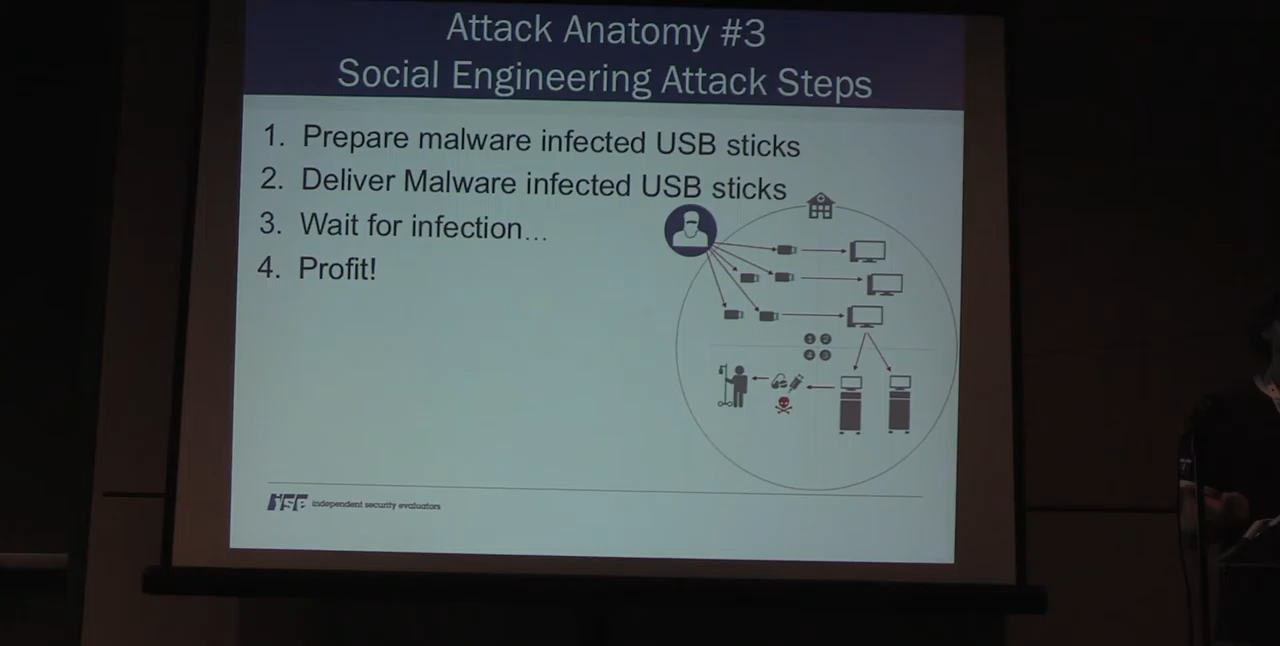 Attack Anatomy #3
Social Engineering Attack Steps
1. Prepare malware infected USB sticks
2. Deliver Malware infected USB sticks
3. Wait for infection...
4. Profit!
ise independent security evaluators